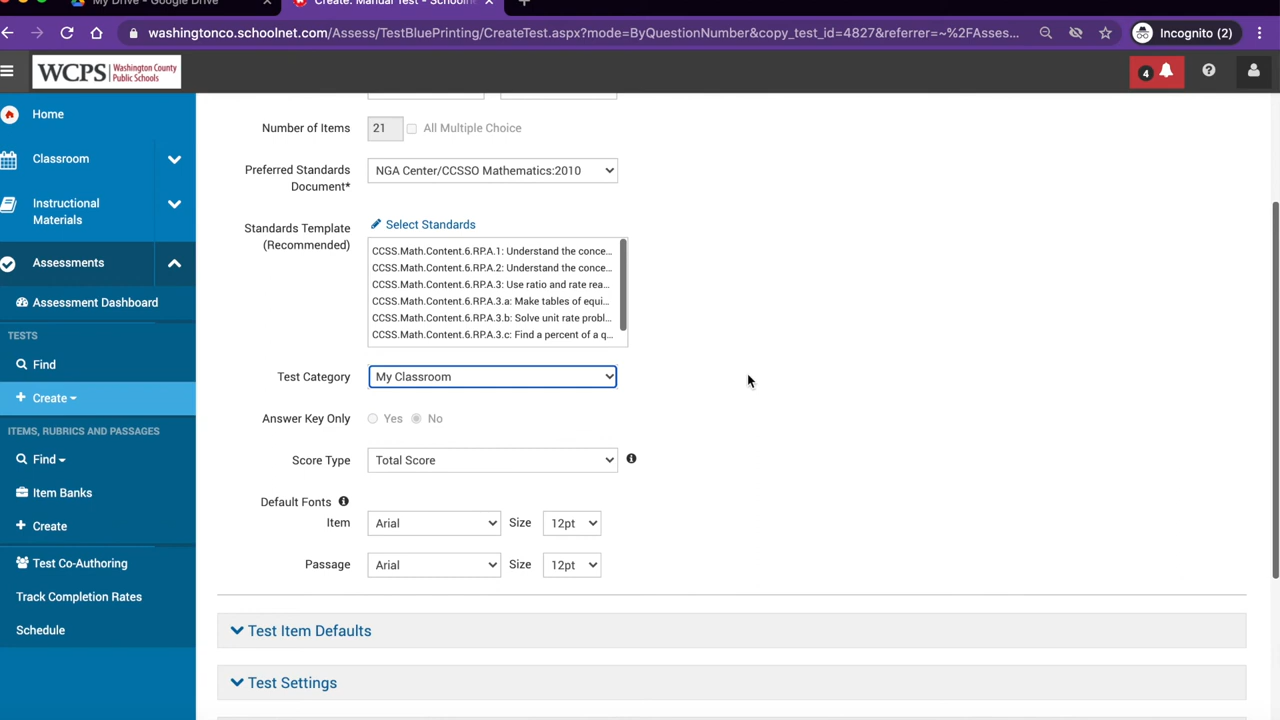 My Drive - Google Drive
Create: Manual Test - Schooln
washingtonco.schoolnet.com/Assess/TestBluePrinting/CreateTest.aspx?mode=ByQuestionNumber&copy_test_id=4827&referrer=~%2FAsses...
Incognito (2)
WCPS Washington County Public Schools
4
Home
Classroom
Instructional Materials
Assessments
Assessment Dashboard
TESTS
Find
Create
ITEMS, RUBRICS AND PASSAGES
Find
Item Banks
Create
Test Co-Authoring
Track Completion Rates
Schedule
Number of Items 21 All Multiple Choice
Preferred Standards Document* NGA Center/CCSSO Mathematics:2010
Standards Template (Recommended) Select Standards
CCSS.Math.Content.6.RP.A.1: Understand the conce...
CCSS.Math.Content.6.RP.A.2: Understand the conce...
CCSS.Math.Content.6.RP.A.3: Use ratio and rate rea...
CCSS.Math.Content.6.RP.A.3.a: Make tables of equi...
CCSS.Math.Content.6.RP.A.3.b: Solve unit rate probl...
CCSS.Math.Content.6.RP.A.3.c: Find a percent of a q...
Test Category My Classroom
Answer Key Only Yes No
Score Type Total Score
Default Fonts
Item Arial Size 12pt
Passage Arial Size 12pt
Test Item Defaults
Test Settings